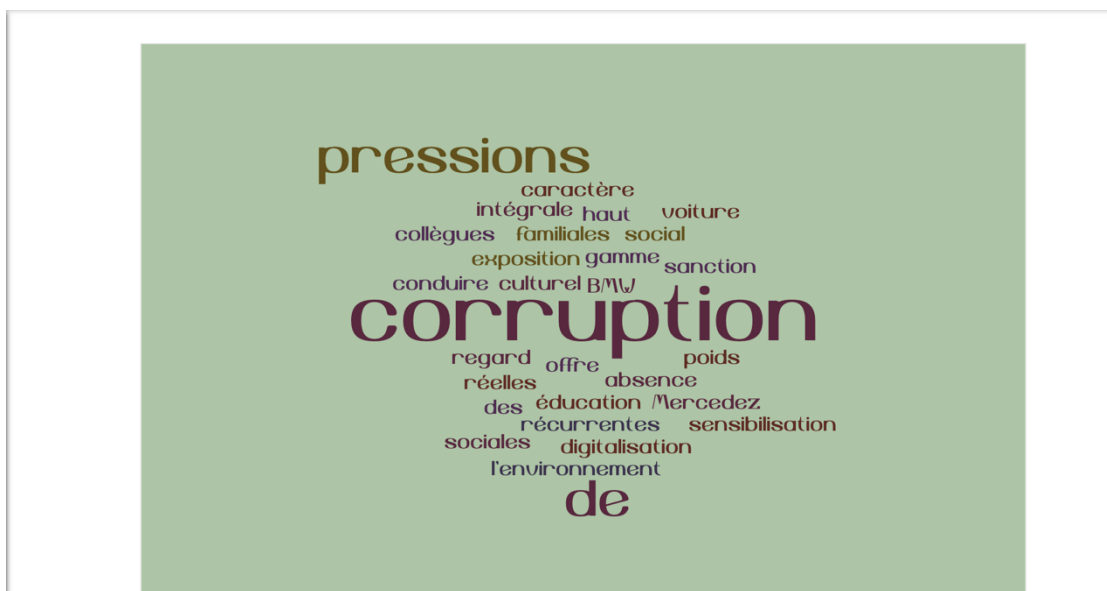 pressions
caractère
intégrale haut voiture
collègues familiales social
exposition gamme sanction
conduire culturel BMW
corruption
regard offre poids
réelles absence
des éducation Mercedez
récurrentes sensibilisation
sociales digitalisation
l'environnement
de